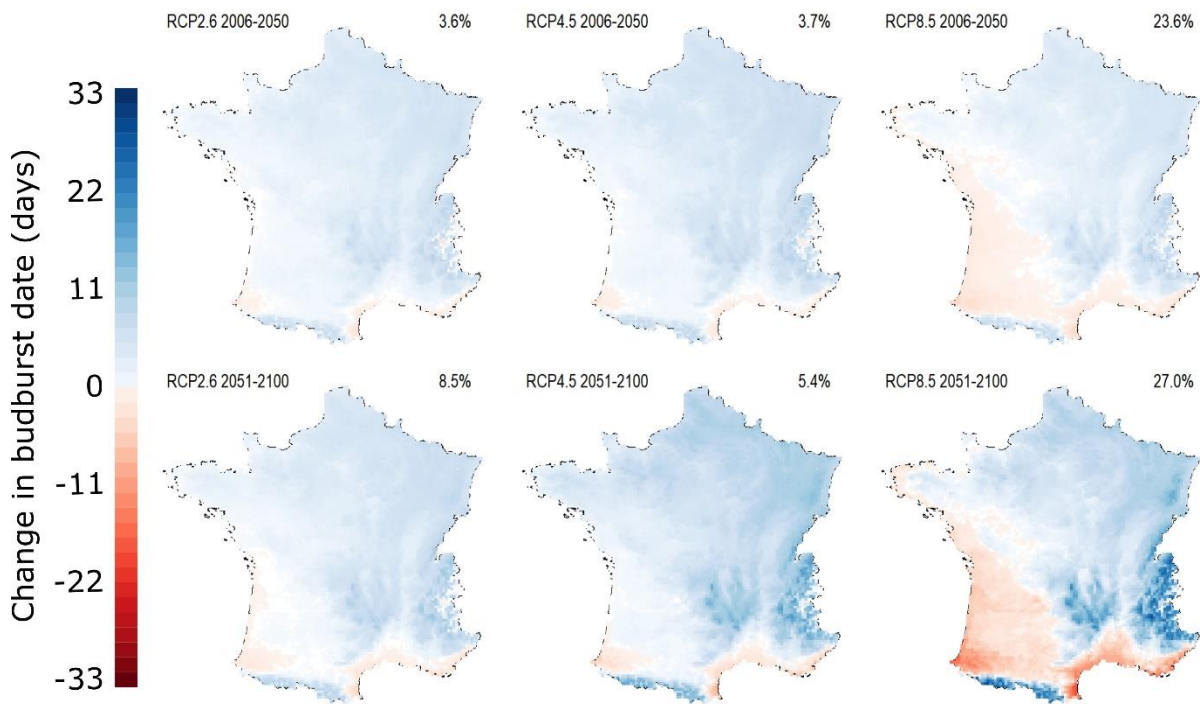 RCP2.6 2006-2050 3.6%
RCP4.5 2006-2050 3.7%
RCP8.5 2006-2050 23.6%
Change in budburst date (days)
33
22
11
0
-11
-22
-33
RCP2.6 2051-2100 8.5%
RCP4.5 2051-2100 5.4%
RCP8.5 2051-2100 27.0%